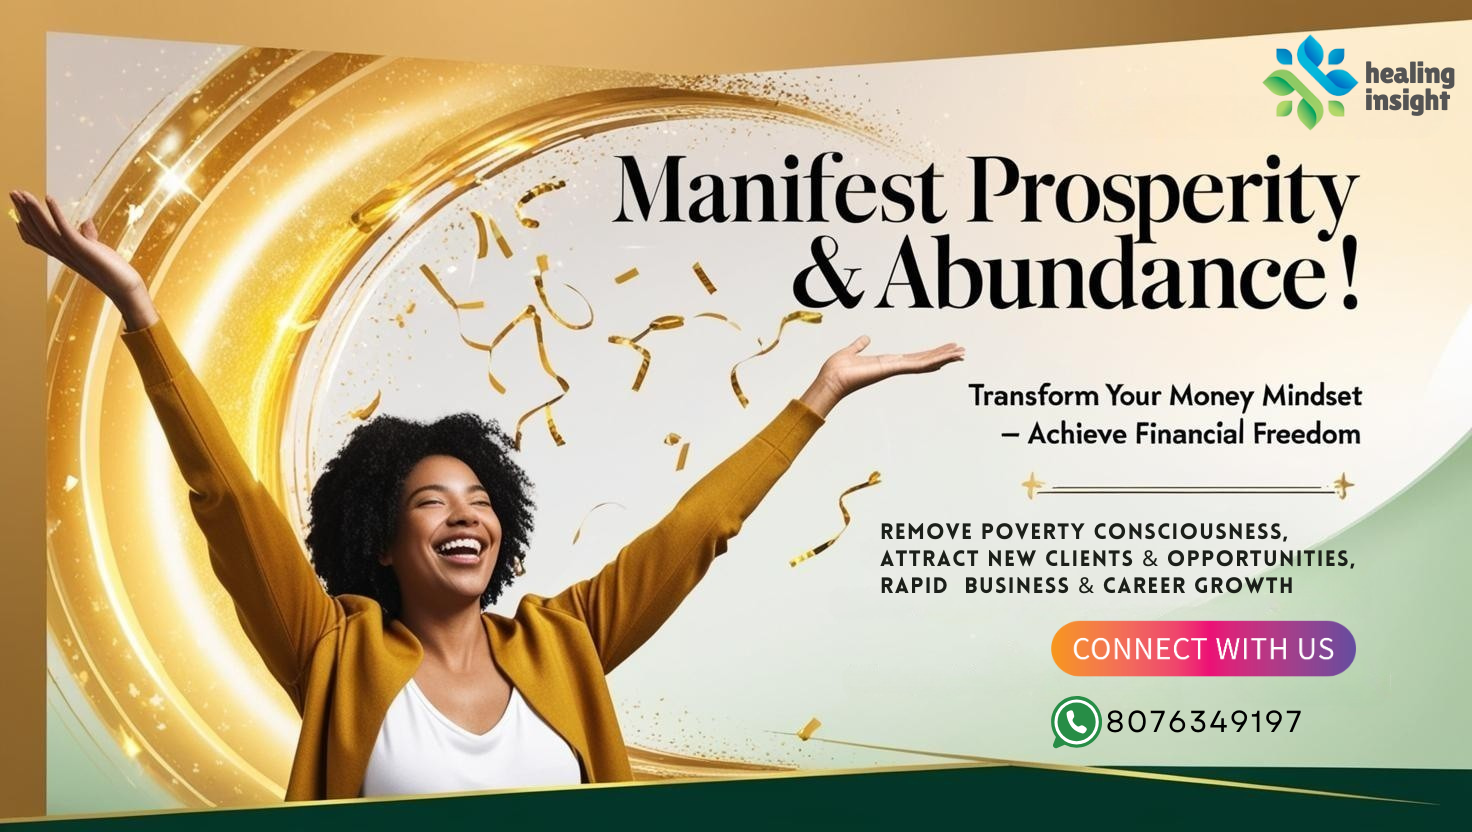 healing
insight
Manifest Prosperity
& Abundance!
Transform Your Money Mindset
– Achieve Financial Freedom
REMOVE POVERTY CONSCIOUSNESS,
ATTRACT NEW CLIENTS & OPPORTUNITIES,
RAPID BUSINESS & CAREER GROWTH
CONNECT WITH US
8076349197